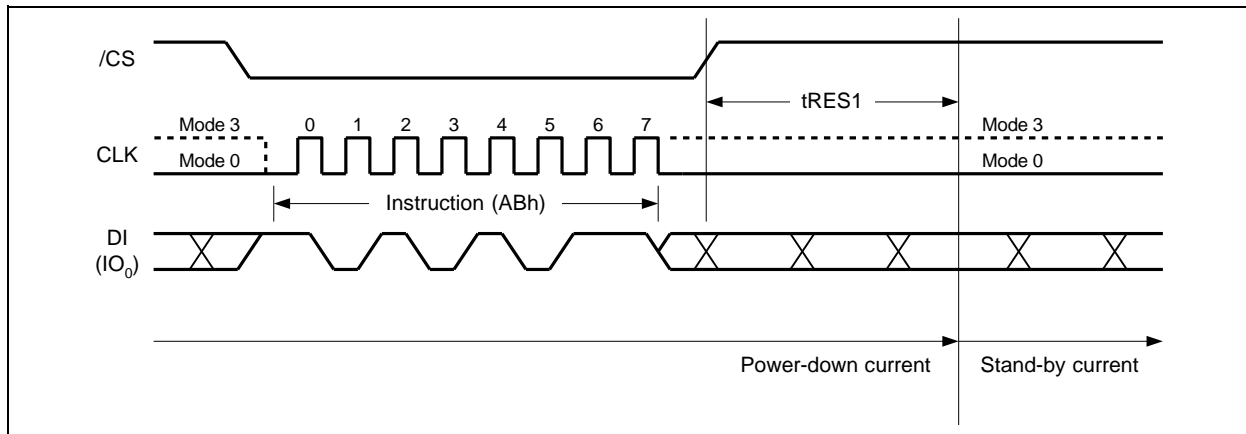 /CS
tRES1
Mode 3 0 1 2 3 4 5 6 7 Mode 3
CLK
Mode 0 Mode 0
Instruction (ABh)
DI
(IO0)
Power-down current Stand-by current